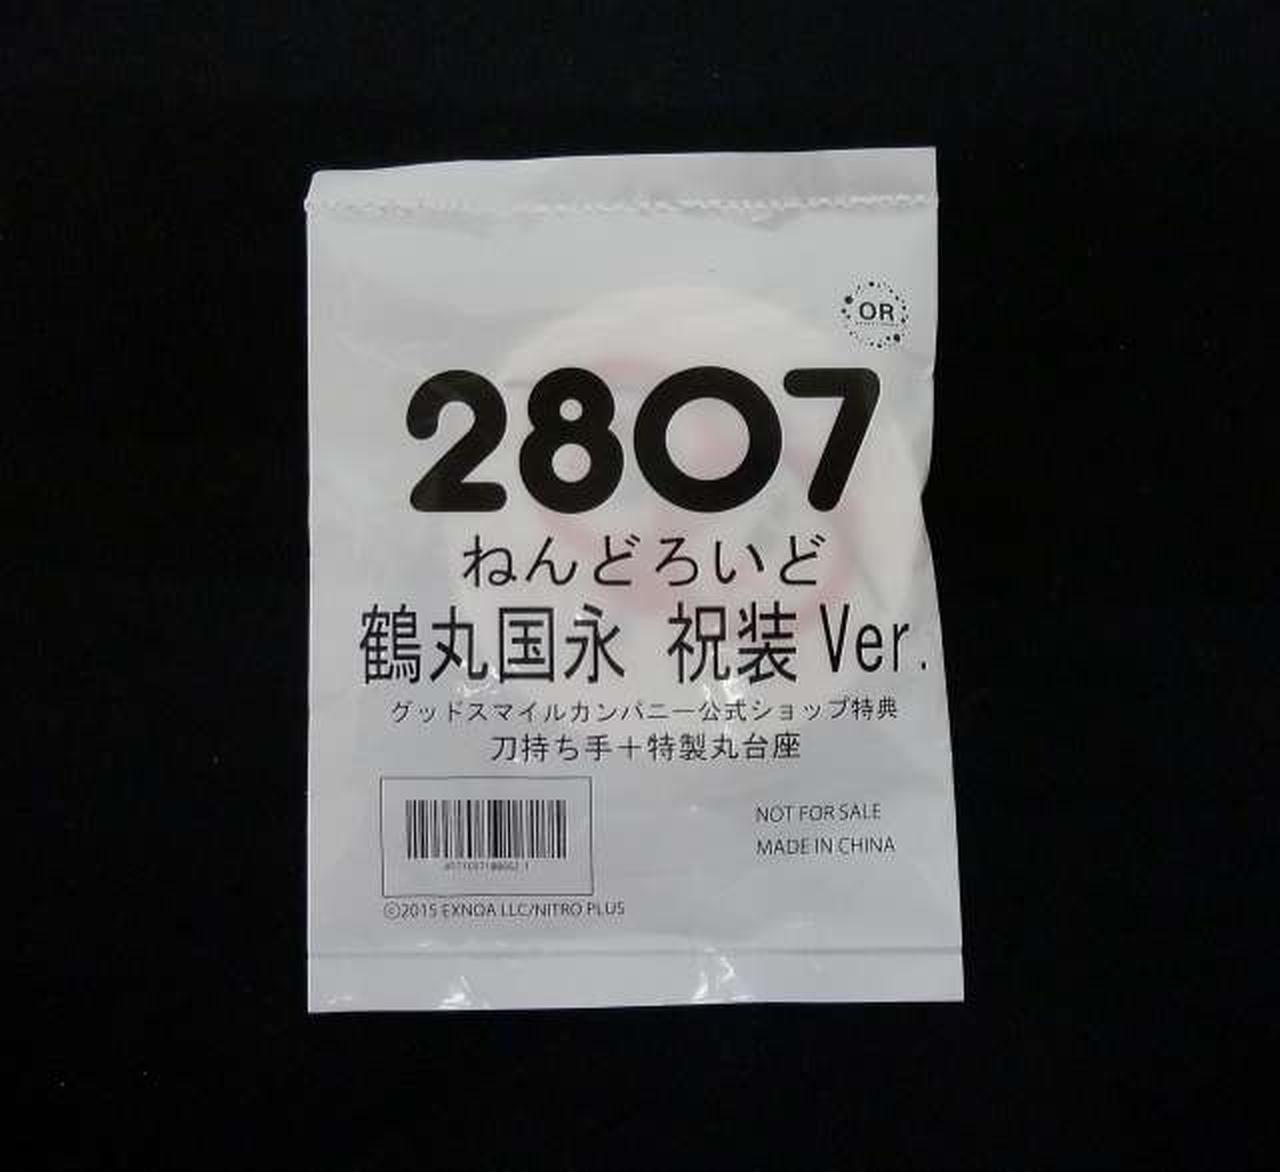 OR
2807
ねんどろいど
鶴丸国永 祝装 Ver.
グッドスマイルカンパニー公式ショップ特典
刀持ち手＋特製丸台座
NOT FOR SALE
MADE IN CHINA
©2015 EXNOA LLC/NITRO PLUS